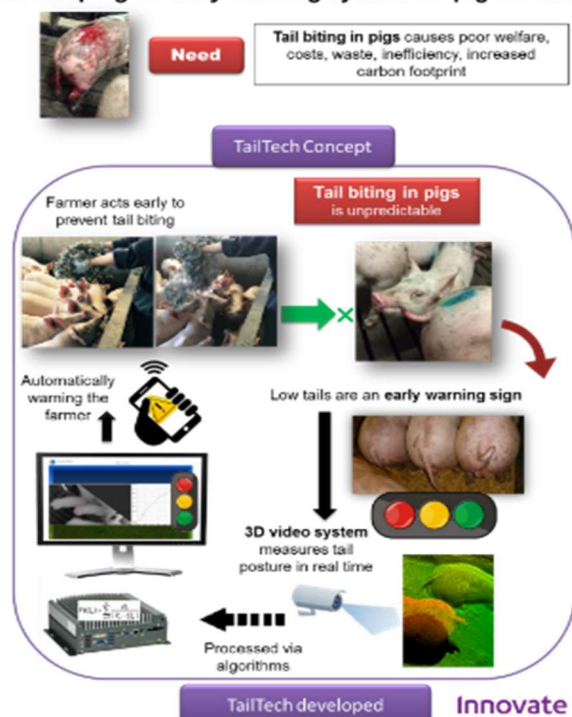 Need
Tail biting in pigs causes poor welfare,
costs, waste, inefficiency, increased
carbon footprint
TailTech Concept
Farmer acts early to
prevent tail biting
Tail biting in pigs
is unpredictable
Automatically
warning the
farmer
Low tails are an early warning sign
3D video system
measures tail
posture in real time
Processed via
algorithms
TailTech developed
Innovate